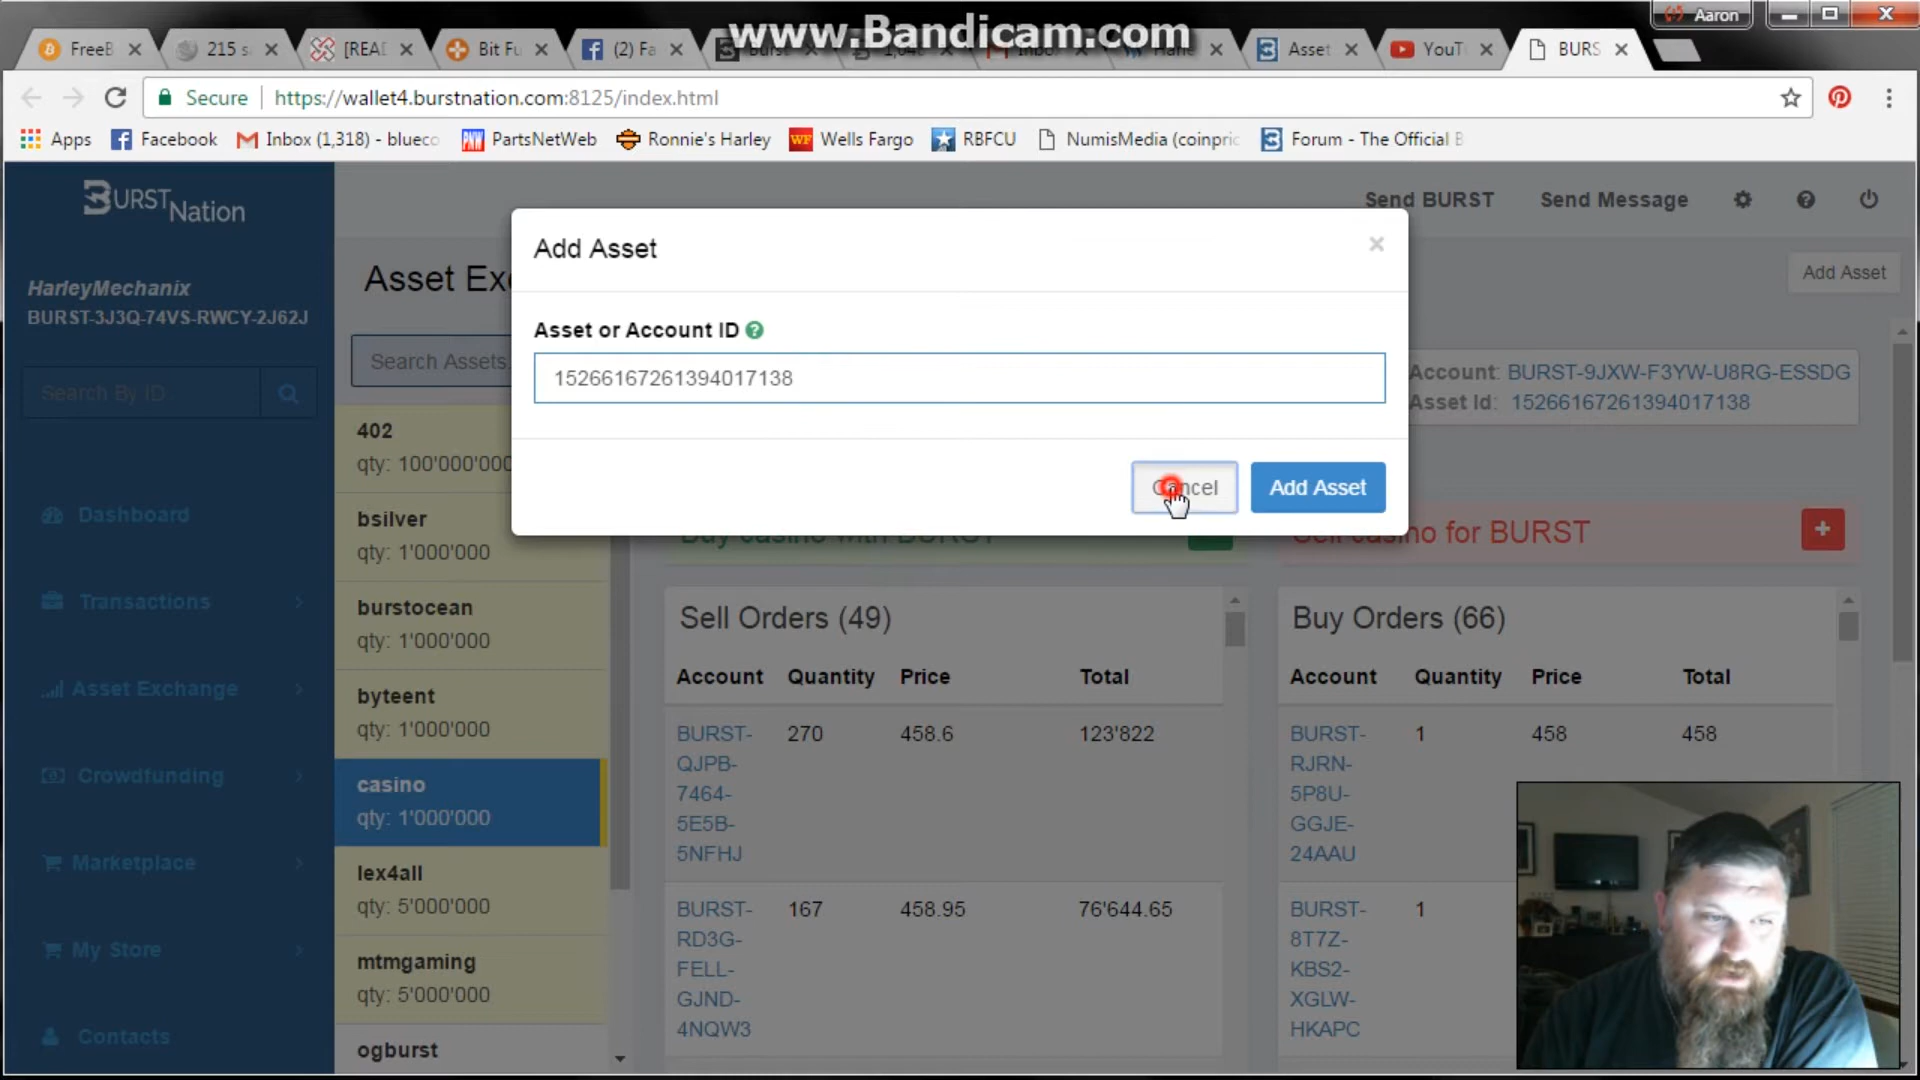 www.Bandicam.com
Aaron
FreeB
215 s
[REAL
Bit Fu
(2) Fa
Burst
Inbo
Asset
YouT
BURS
Secure
https://wallet4.burstnation.com:8125/index.html
Apps
Facebook
Inbox (1,318) - blueco
PartsNetWeb
Ronnie's Harley
WF
Wells Fargo
RBFCU
NumisMedia (coinpric
Forum - The Official B
BURST Nation
HarleyMechanix
BURST-3J3Q-74VS-RWCY-2J62J
Search By ID
Dashboard
Transactions
Asset Exchange
Crowdfunding
Marketplace
My Store
Contacts
Send BURST
Send Message
Asset Ex
Add Asset
Search Assets
Add Asset
×
Asset or Account ID
15266167261394017138
Cancel
Add Asset
Account: BURST-9JXW-F3YW-U8RG-ESSDG
Asset Id: 15266167261394017138
402
qty: 100'000'000
bsilver
qty: 1'000'000
burstocean
qty: 1'000'000
byteent
qty: 1'000'000
casino
qty: 1'000'000
lex4all
qty: 5'000'000
mtmgaming
qty: 5'000'000
ogburst
Buy casino with BURST
Sell casino for BURST
Sell Orders (49)
Account Quantity Price Total
BURST-QJPB-7464-5E5B-5NFHJ 270 458.6 123'822
BURST-RD3G-FELL-GJND-4NQW3 167 458.95 76'644.65
Buy Orders (66)
Account Quantity Price Total
BURST-RJRN-5P8U-GGJE-24AAU 1 458 458
BURST-8T7Z-KBS2-XGLW-HKAPC 1